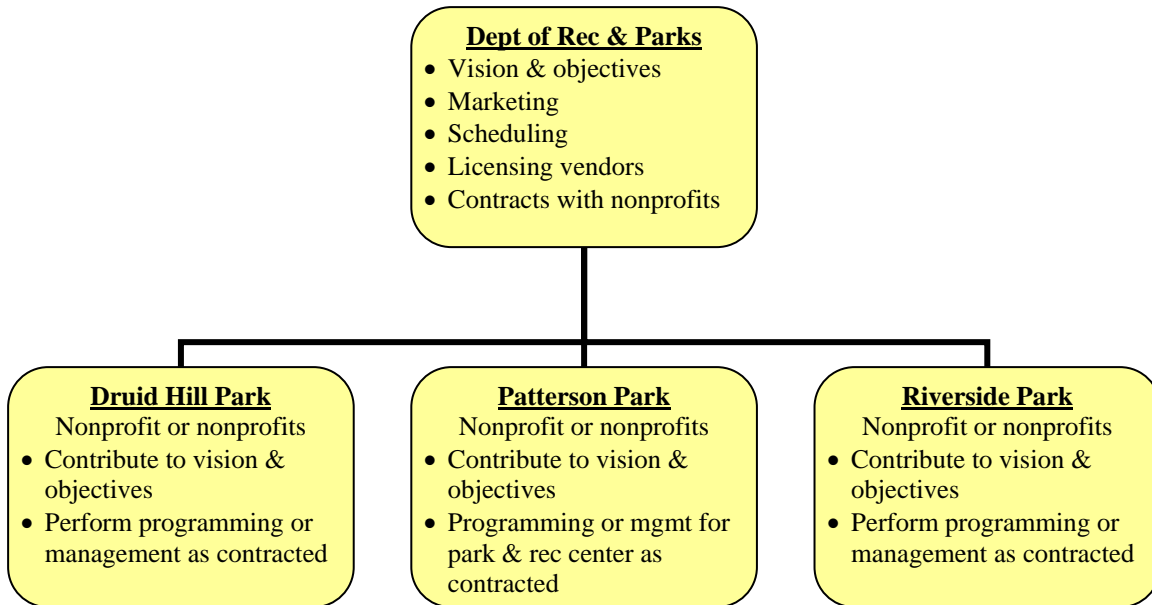 Dept of Rec & Parks
• Vision & objectives
• Marketing
• Scheduling
• Licensing vendors
• Contracts with nonprofits
Druid Hill Park
Nonprofit or nonprofits
• Contribute to vision &
objectives
• Perform programming or
management as contracted
Patterson Park
Nonprofit or nonprofits
• Contribute to vision &
objectives
• Programming or mgmt for
park & rec center as
contracted
Riverside Park
Nonprofit or nonprofits
• Contribute to vision &
objectives
• Perform programming or
management as contracted